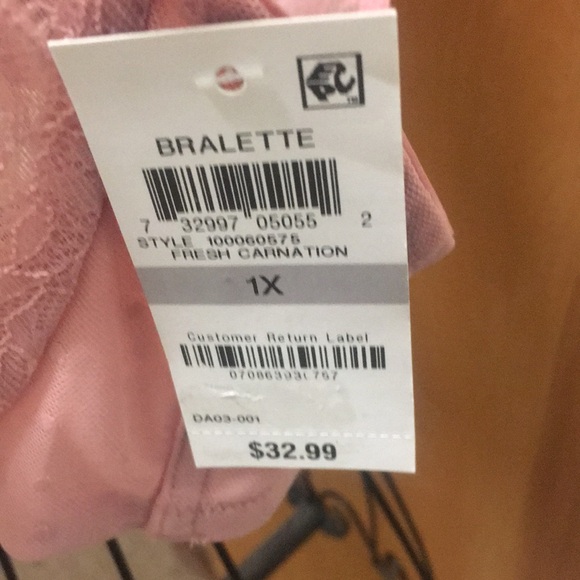 BRALETTE
7 32997 05055 2
STYLE 100060575
FRESH CARNATION
1X
Customer Return Label
DA03-001
$32.99